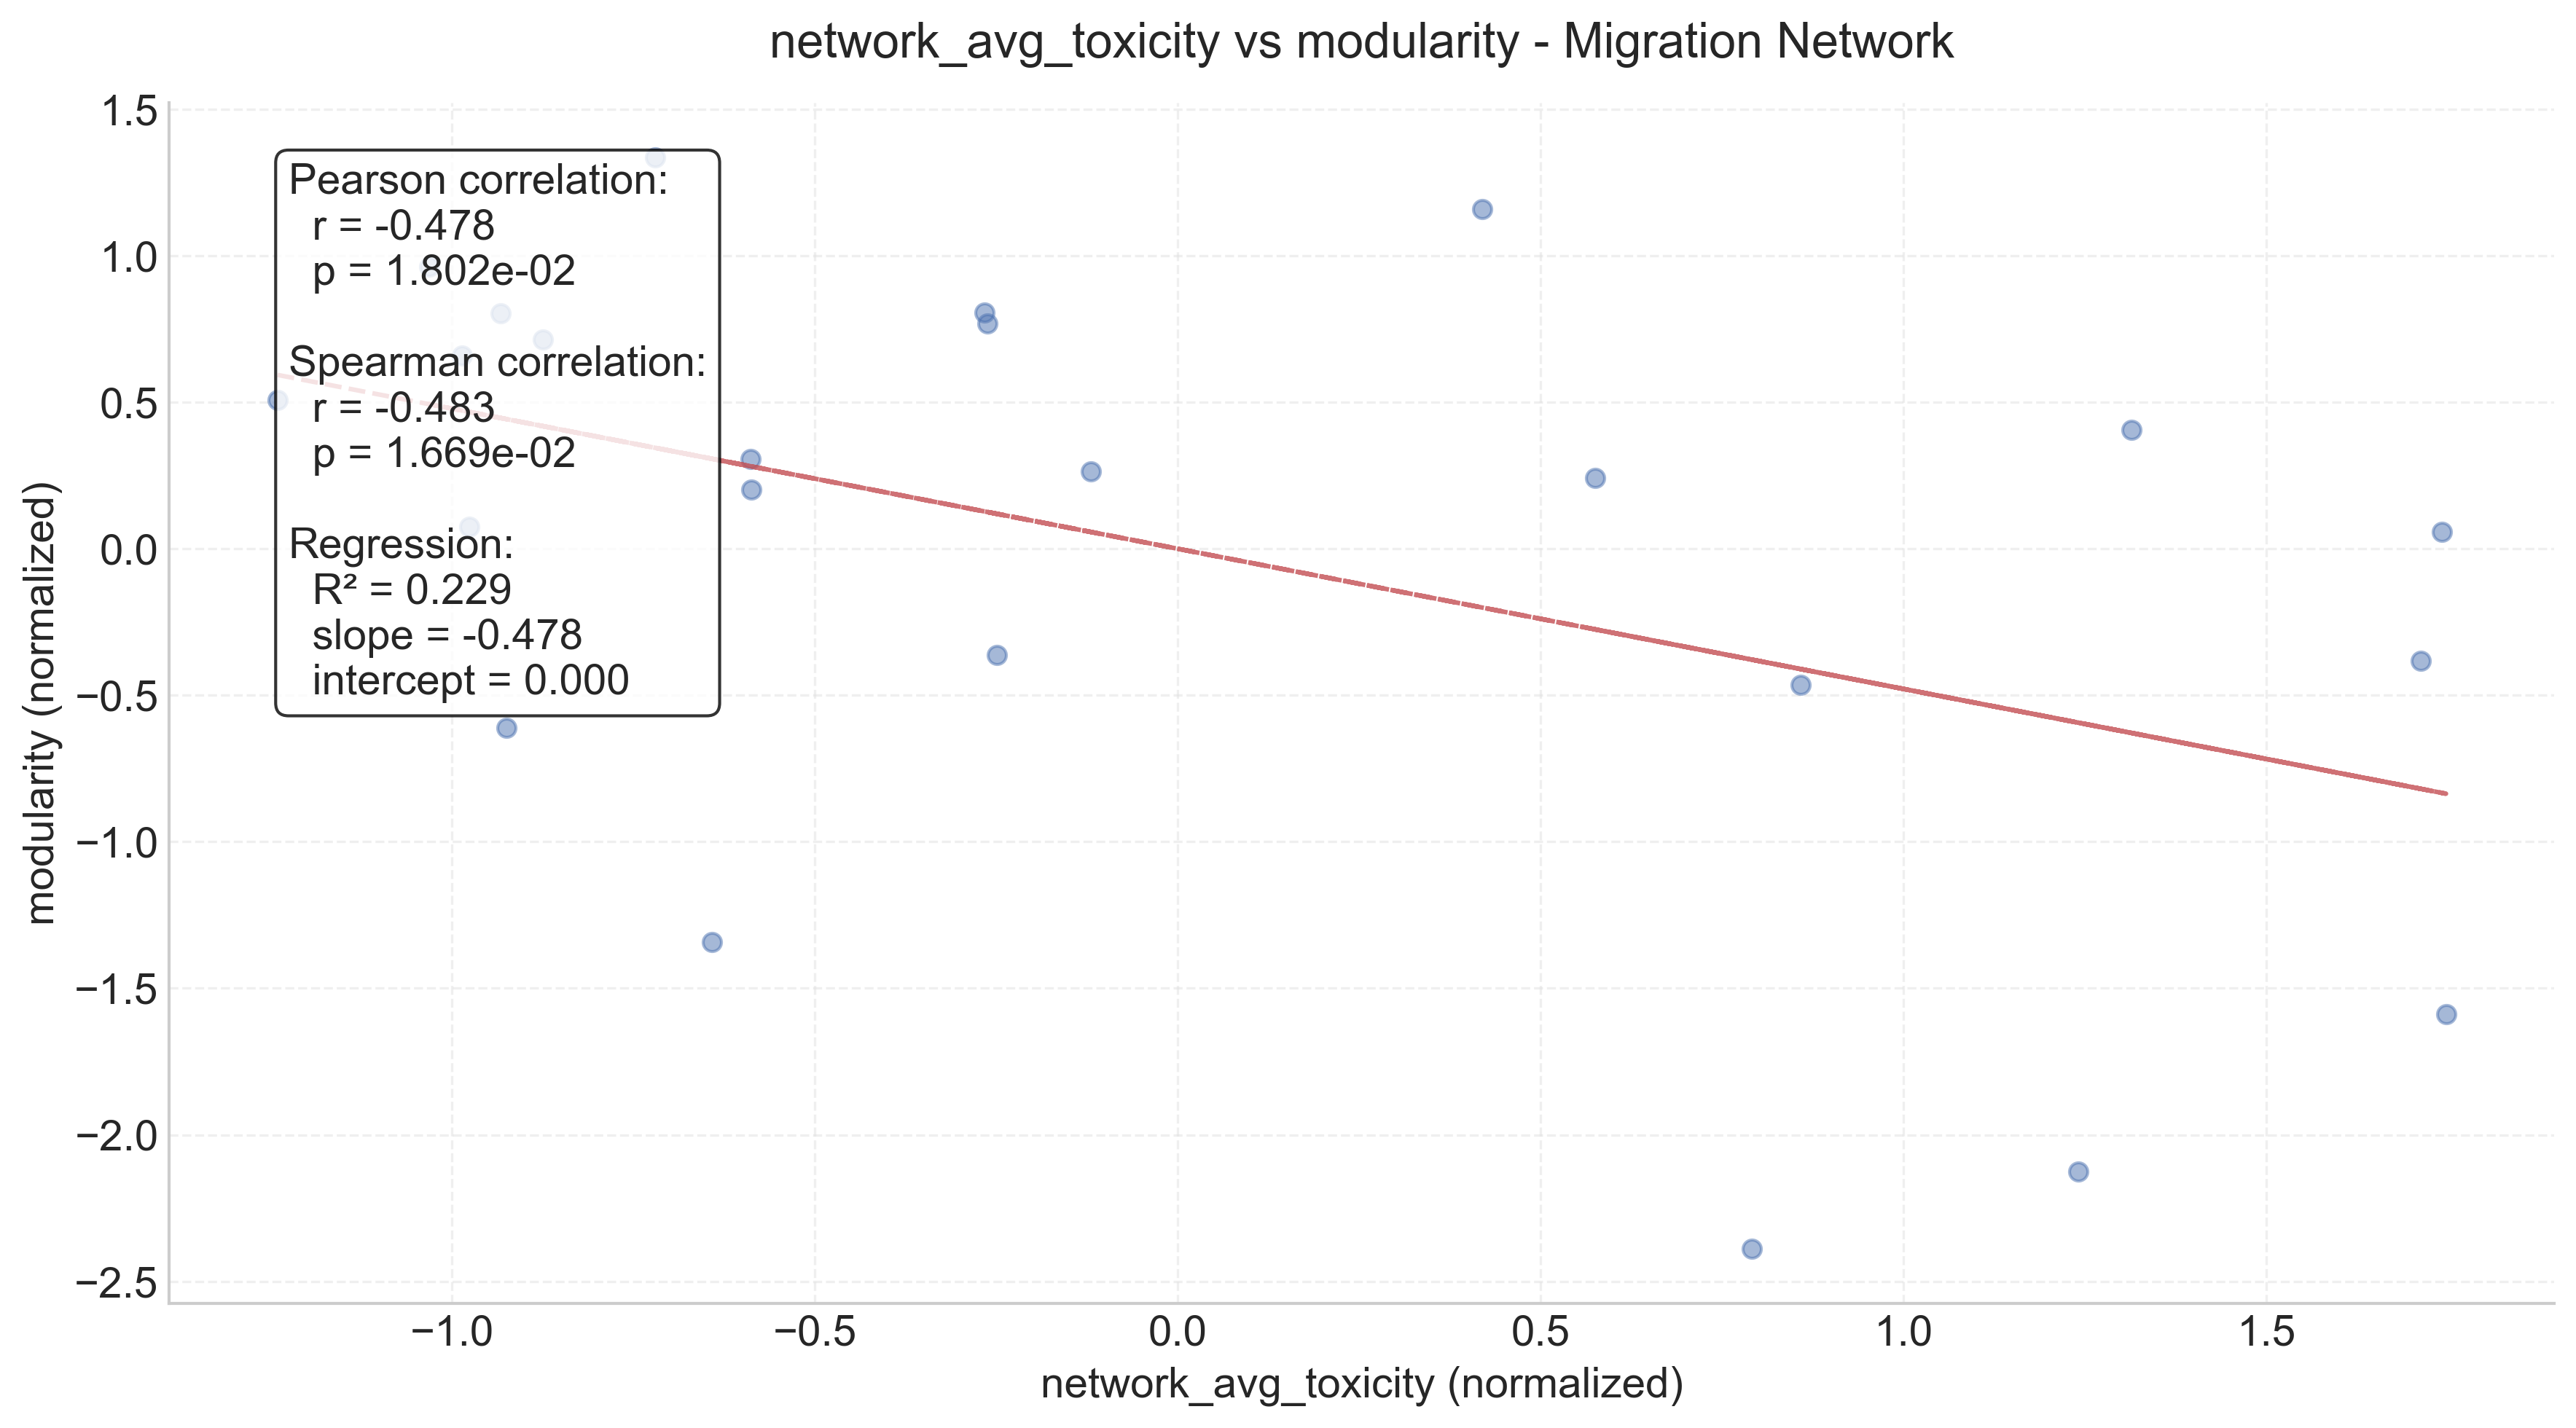 network_avg_toxicity vs modularity - Migration Network
1.5
1.0
0.5
0.0
−0.5
−1.0
−1.5
−2.0
−2.5
modularity (normalized)
Pearson correlation:
r = -0.478
p = 1.802e-02
Spearman correlation:
r = -0.483
p = 1.669e-02
Regression:
R² = 0.229
slope = -0.478
intercept = 0.000
−1.0
−0.5
0.0
0.5
1.0
1.5
network_avg_toxicity (normalized)